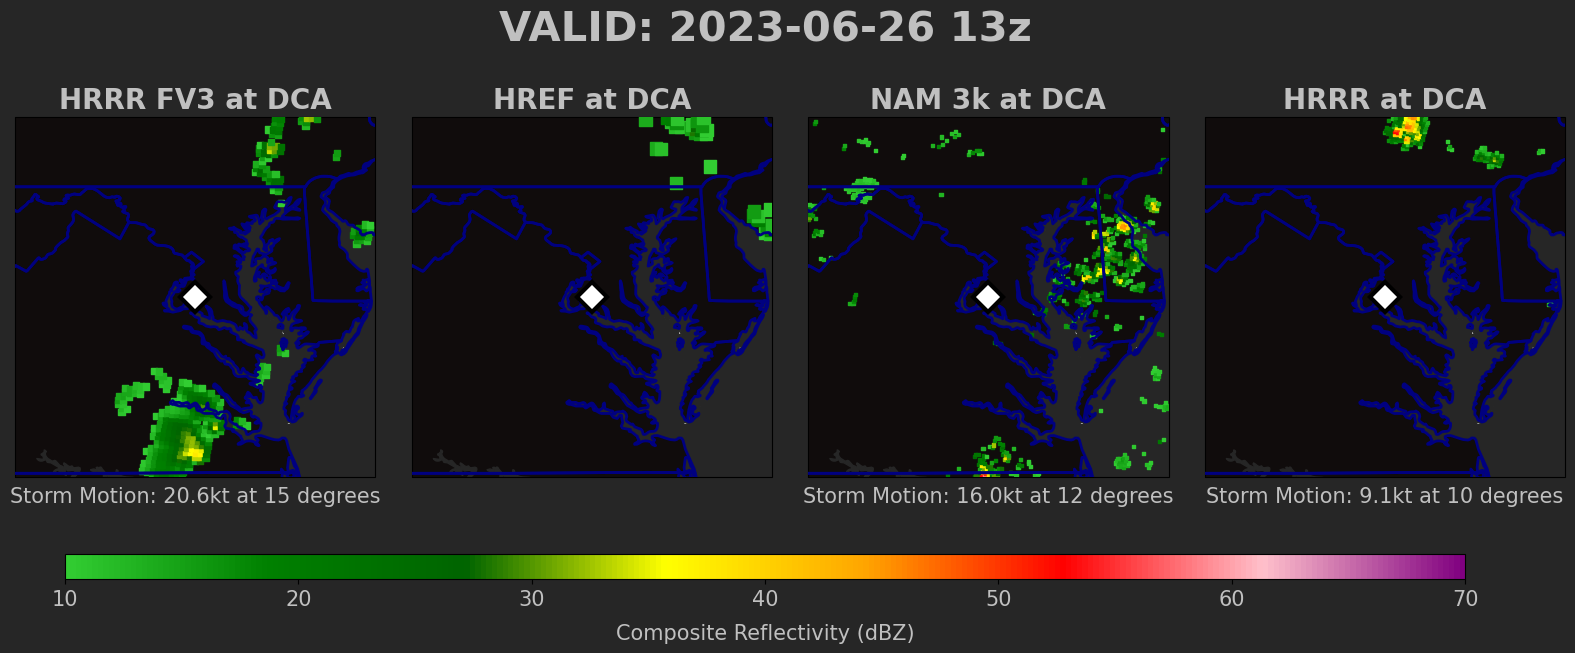 VALID: 2023-06-26 13z
HRRR FV3 at DCA
HREF at DCA
NAM 3k at DCA
HRRR at DCA
Storm Motion: 20.6kt at 15 degrees
Storm Motion: 16.0kt at 12 degrees
Storm Motion: 9.1kt at 10 degrees
10 20 30 40 50 60 70
Composite Reflectivity (dBZ)